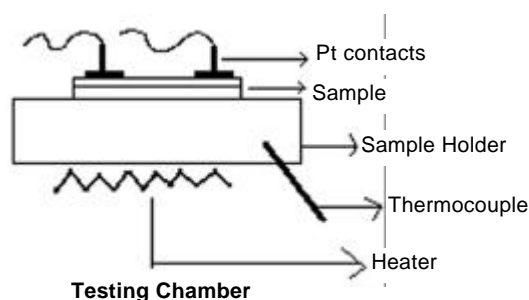 Pt contacts
Sample
Sample Holder
Thermocouple
Heater
Testing Chamber